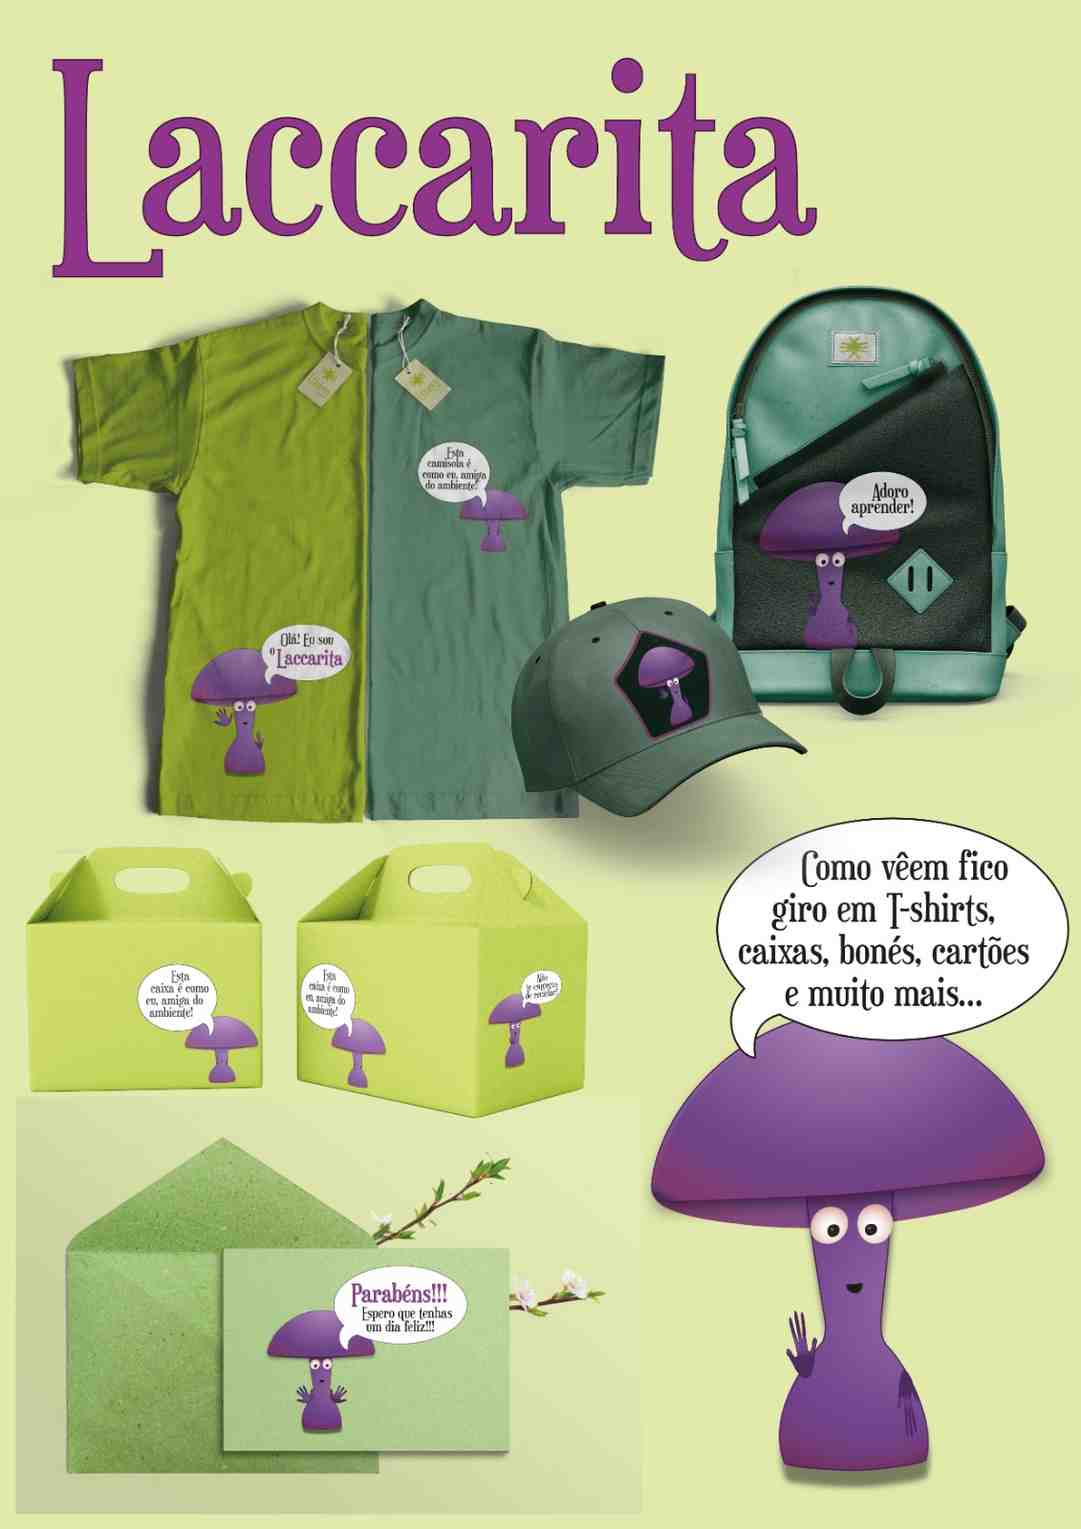 Laccarita
Esta
camisola é
como eu, amiga
do ambiente!
Adoro
aprender!
Olá! Eu sou
o Laccarita
Como vêem fico
giro em T-shirts,
caixas, bonés, cartões
e muito mais...
Esta
caixa é como
eu, amiga do
ambiente!
Esta
caixa é como
eu, amiga do
ambiente!
Não
te esqueças
de reciclar!
Parabéns!!!
Espero que tenhas
um dia feliz!!!